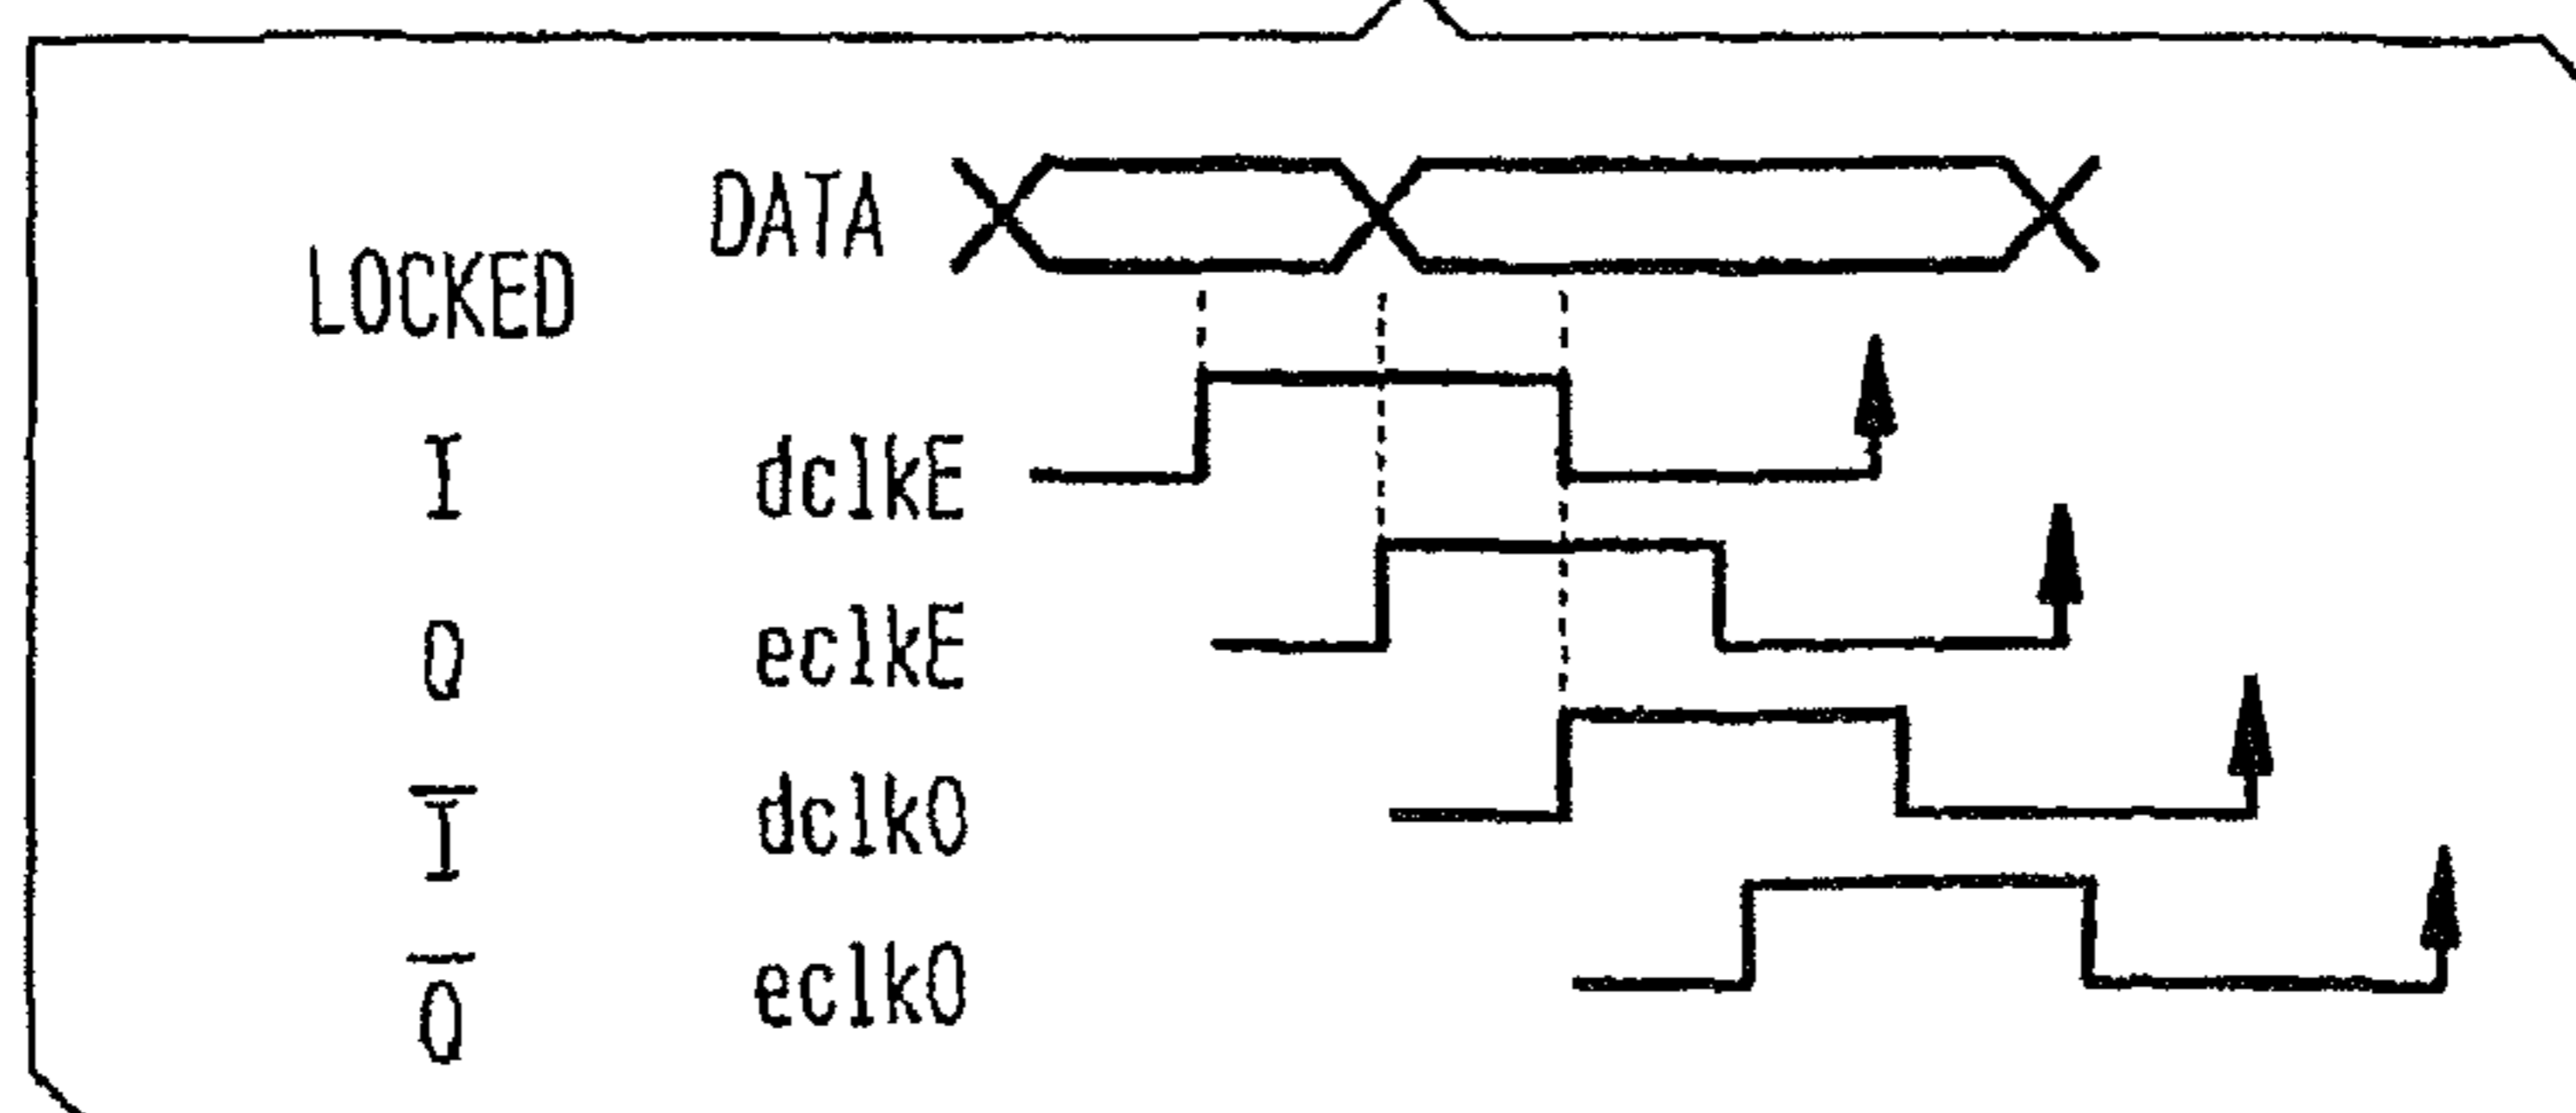 DATA
LOCKED
I dclkE
Q eclkE
I̅ dclkO
Q̅ eclkO